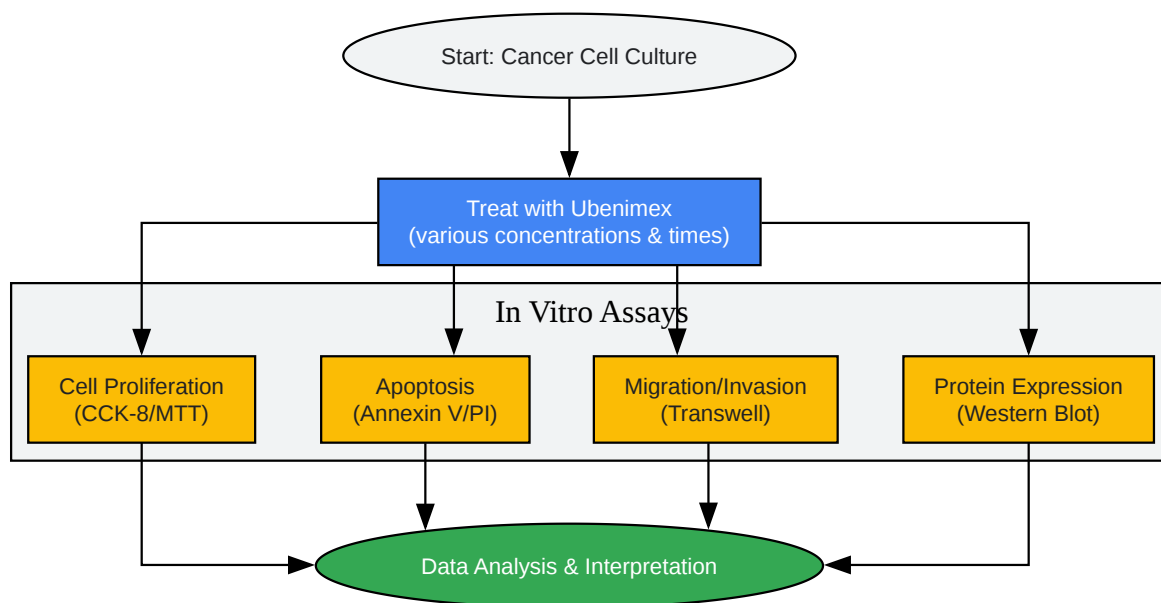 Start: Cancer Cell Culture
Treat with Ubenimex
(various concentrations & times)
In Vitro Assays
Cell Proliferation
(CCK-8/MTT)
Apoptosis
(Annexin V/PI)
Migration/Invasion
(Transwell)
Protein Expression
(Western Blot)
Data Analysis & Interpretation